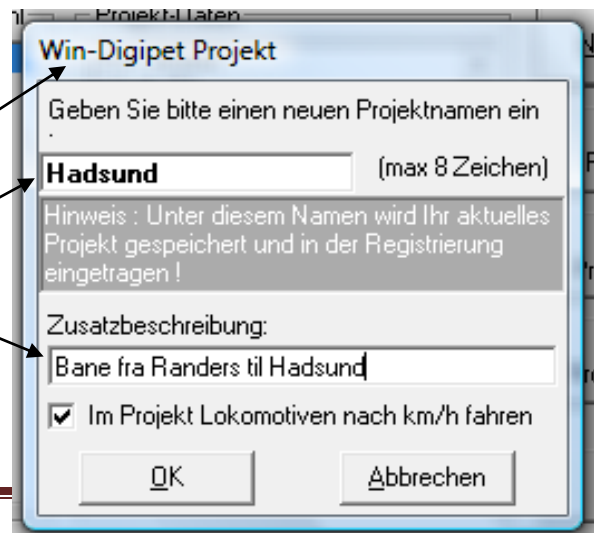 Projekt-Daten
Win-Digipet Projekt
Geben Sie bitte einen neuen Projektnamen ein
:
Hadsund (max 8 Zeichen)
Hinweis : Unter diesem Namen wird Ihr aktuelles
Projekt gespeichert und in der Registrierung
eingetragen !
Zusatzbeschreibung:
Bane fra Randers til Hadsund
Im Projekt Lokomotiven nach km/h fahren
OK Abbrechen